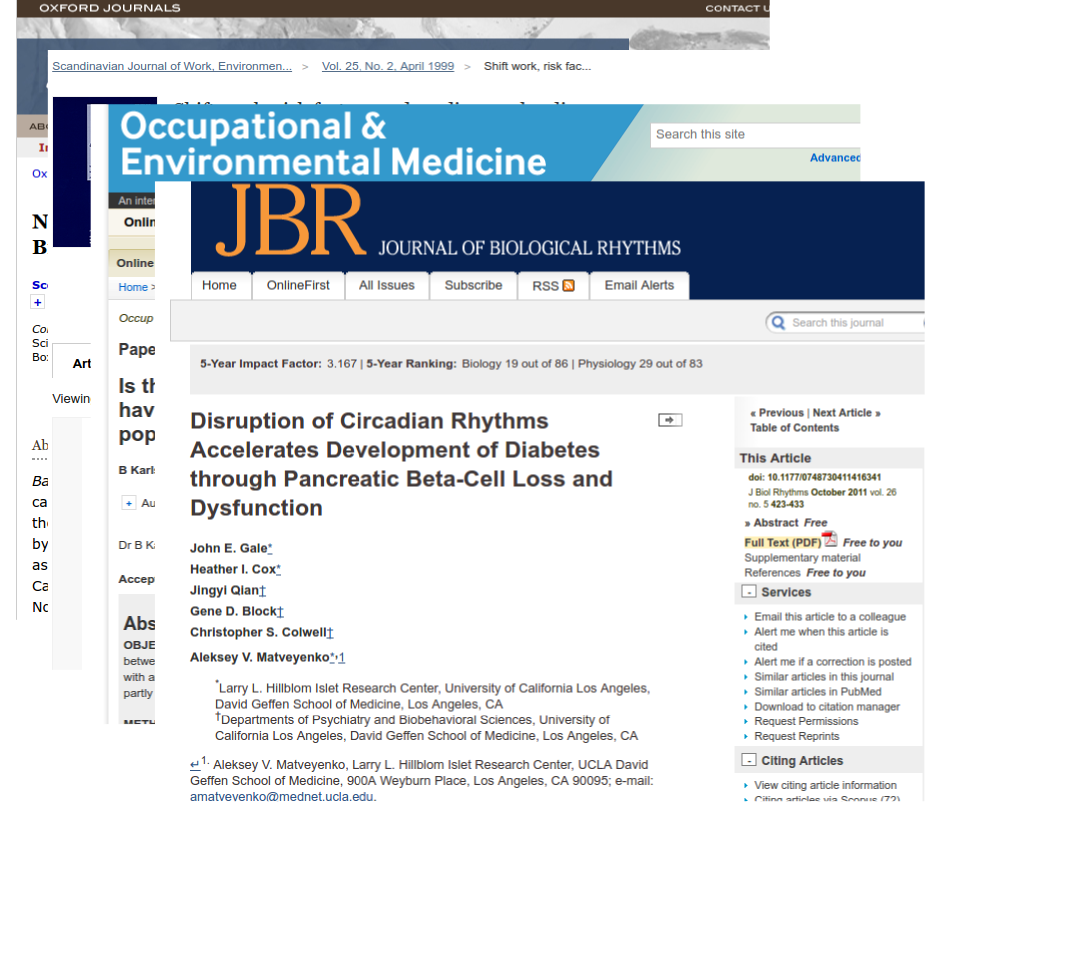 OXFORD JOURNALS
CONTACT U
Scandinavian Journal of Work, Environmen... > Vol. 25, No. 2, April 1999 > Shift work, risk fac...
Occupational &
Environmental Medicine
Search this site
Advanced
An inter
Onlin
Online
Home >
Occup
Pape
Is th
hav
pop
B Karl
+ Au
Dr B Ka
Accep
Abs
OBJE
betwe
with a
partly
METH
Ox
N
B
Sc
+
Co
Sci
Bo
Art
Viewin
Ab
Ba
ca
the
by
as
Ca
No
JBR JOURNAL OF BIOLOGICAL RHYTHMS
Home OnlineFirst All Issues Subscribe RSS Email Alerts
Search this journal
5-Year Impact Factor: 3.167 | 5-Year Ranking: Biology 19 out of 86 | Physiology 29 out of 83
Disruption of Circadian Rhythms
Accelerates Development of Diabetes
through Pancreatic Beta-Cell Loss and
Dysfunction
John E. Gale*
Heather I. Cox*
Jingyi Qian†
Gene D. Block†
Christopher S. Colwell†
Aleksey V. Matveyenko*,1
*Larry L. Hillblom Islet Research Center, University of California Los Angeles,
David Geffen School of Medicine, Los Angeles, CA
†Departments of Psychiatry and Biobehavioral Sciences, University of
California Los Angeles, David Geffen School of Medicine, Los Angeles, CA
↵1. Aleksey V. Matveyenko, Larry L. Hillblom Islet Research Center, UCLA David
Geffen School of Medicine, 900A Weyburn Place, Los Angeles, CA 90095; e-mail:
amatveyenko@mednet.ucla.edu.
« Previous | Next Article »
Table of Contents
This Article
doi: 10.1177/0748730411416341
J Biol Rhythms October 2011 vol. 26
no. 5 423-433
» Abstract Free
Full Text (PDF) Free to you
Supplementary material
References Free to you
- Services
Email this article to a colleague
Alert me when this article is
cited
Alert me if a correction is posted
Similar articles in this journal
Similar articles in PubMed
Download to citation manager
Request Permissions
Request Reprints
- Citing Articles
View citing article information
Citing articles via Scopus (72)